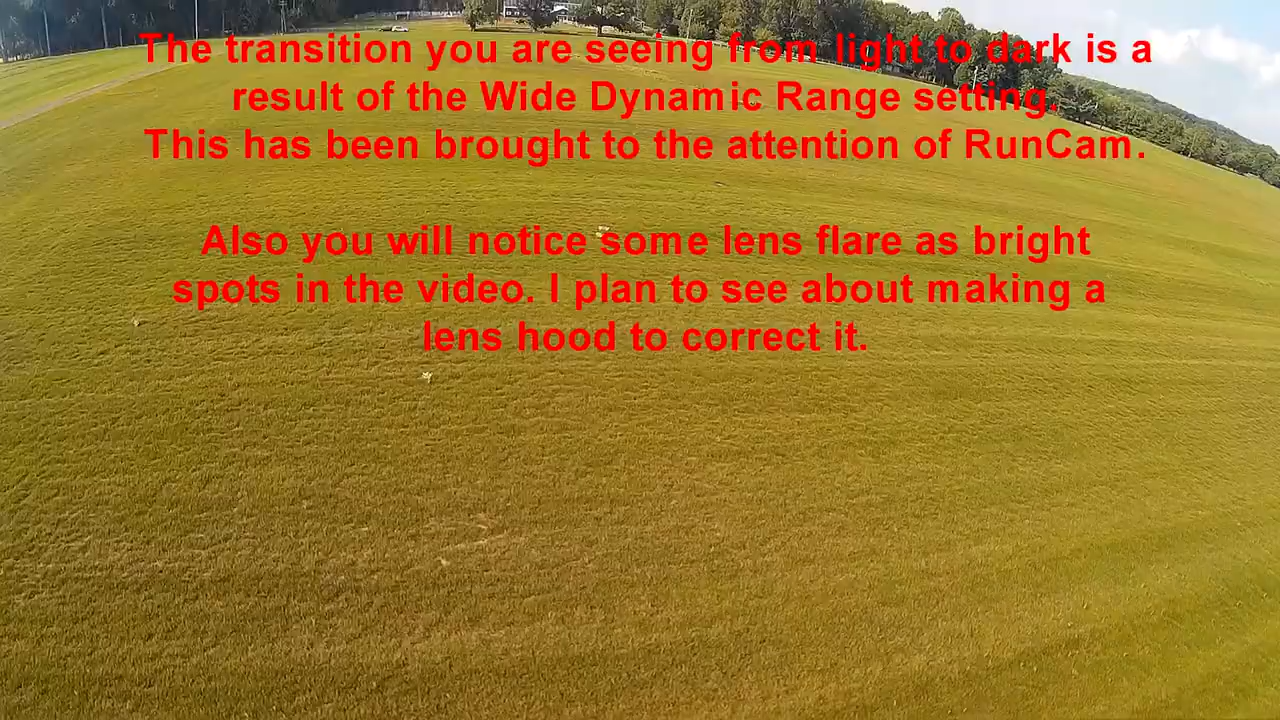 The transition you are seeing from light to dark is a
result of the Wide Dynamic Range setting.
This has been brought to the attention of RunCam.
Also you will notice some lens flare as bright
spots in the video. I plan to see about making a
lens hood to correct it.